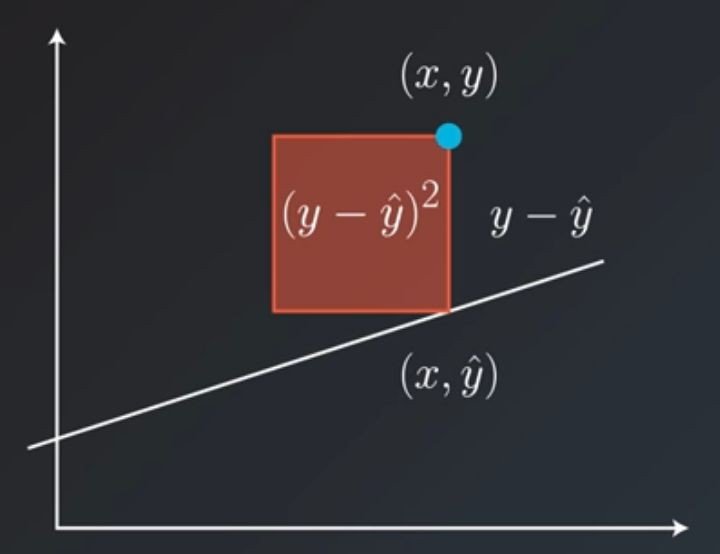 (x, y)
(y − ŷ)²
y − ŷ
(x, ŷ)